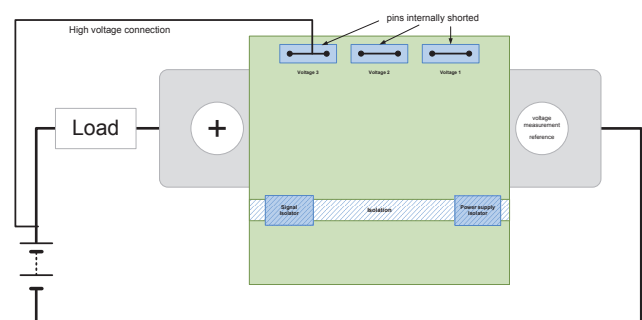 pins internally shorted
High voltage connection
Voltage 3
Voltage 2
Voltage 1
Load
+
voltage
measurement
reference
Signal
Isolator
Isolation
Power supply
Isolator